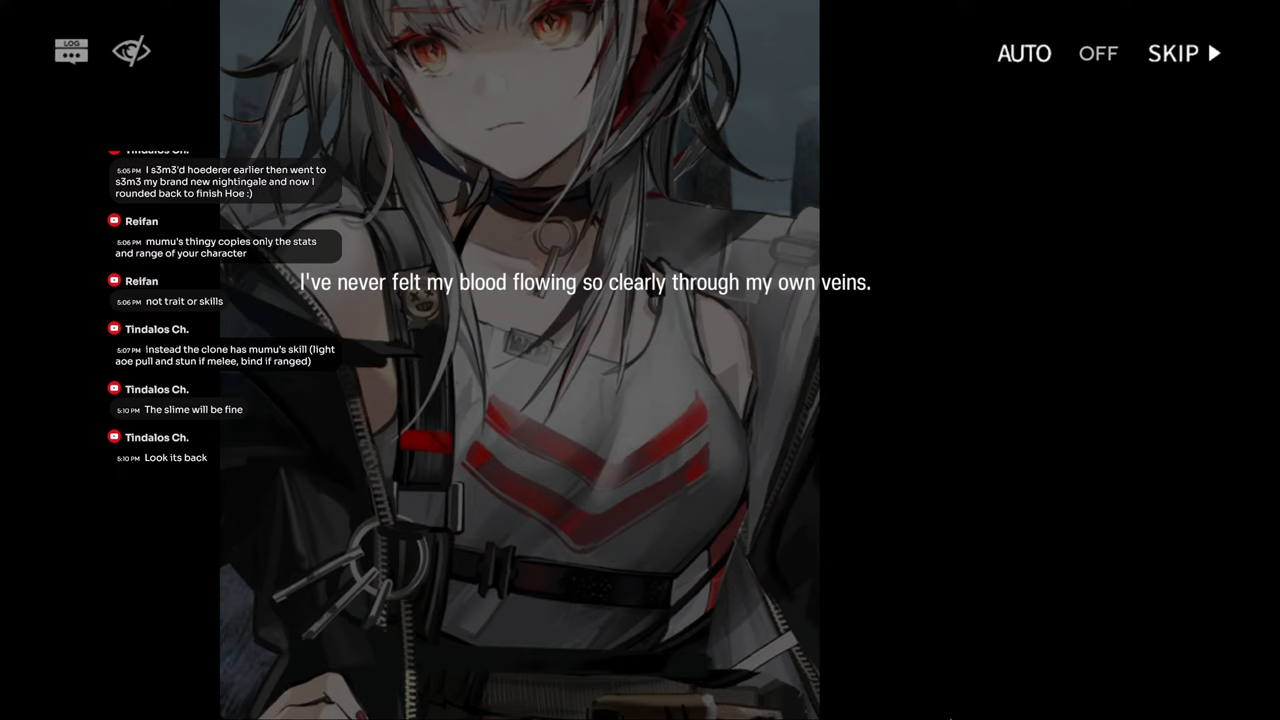 LOG
AUTO
OFF
SKIP
Tindalos Ch.
5:05 PM I s3m3'd hoederer earlier then went to
s3m3 my brand new nightingale and now I
rounded back to finish Hoe :)
Reifan
5:06 PM mumu's thingy copies only the stats
and range of your character
I've never felt my blood flowing so clearly through my own veins.
Reifan
5:06 PM not trait or skills
Tindalos Ch.
5:07 PM instead the clone has mumu's skill (light
aoe pull and stun if melee, bind if ranged)
Tindalos Ch.
5:10 PM The slime will be fine
Tindalos Ch.
5:10 PM Look its back